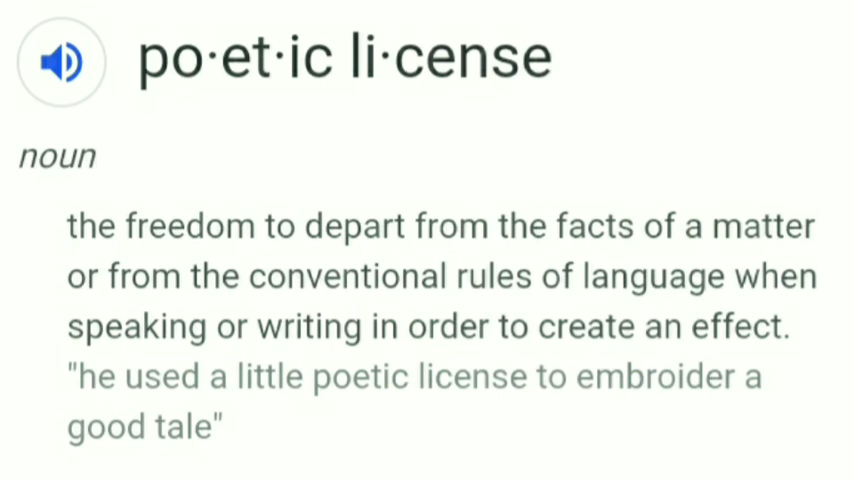 po·et·ic li·cense
noun
the freedom to depart from the facts of a matter
or from the conventional rules of language when
speaking or writing in order to create an effect.
"he used a little poetic license to embroider a
good tale"